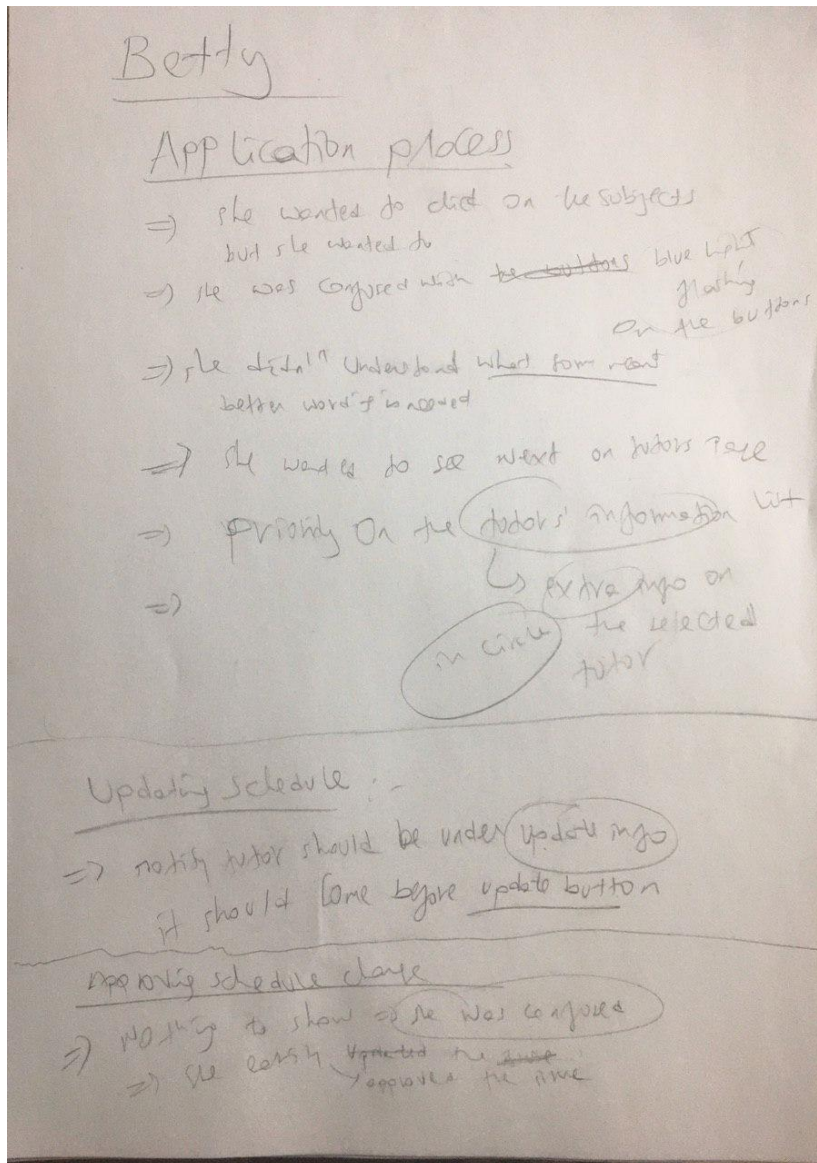 Betty
Application process
=> she wanted to click on the subjects
but she wanted to
=> she was confused with the buttons blue light
flashing
on the buttons
=> she didn't understand what form meant
better wording is needed
=> she wanted to see next on tutors page
=> Priority on the tutors' information list
↳ extra info on
=> the selected
in circle
tutor
Updating schedule :-
=> notify tutor should be under update info
it should come before update button
Approving schedule change
=> Nothing to show => she was confused
=> she easily updated the
approved the time